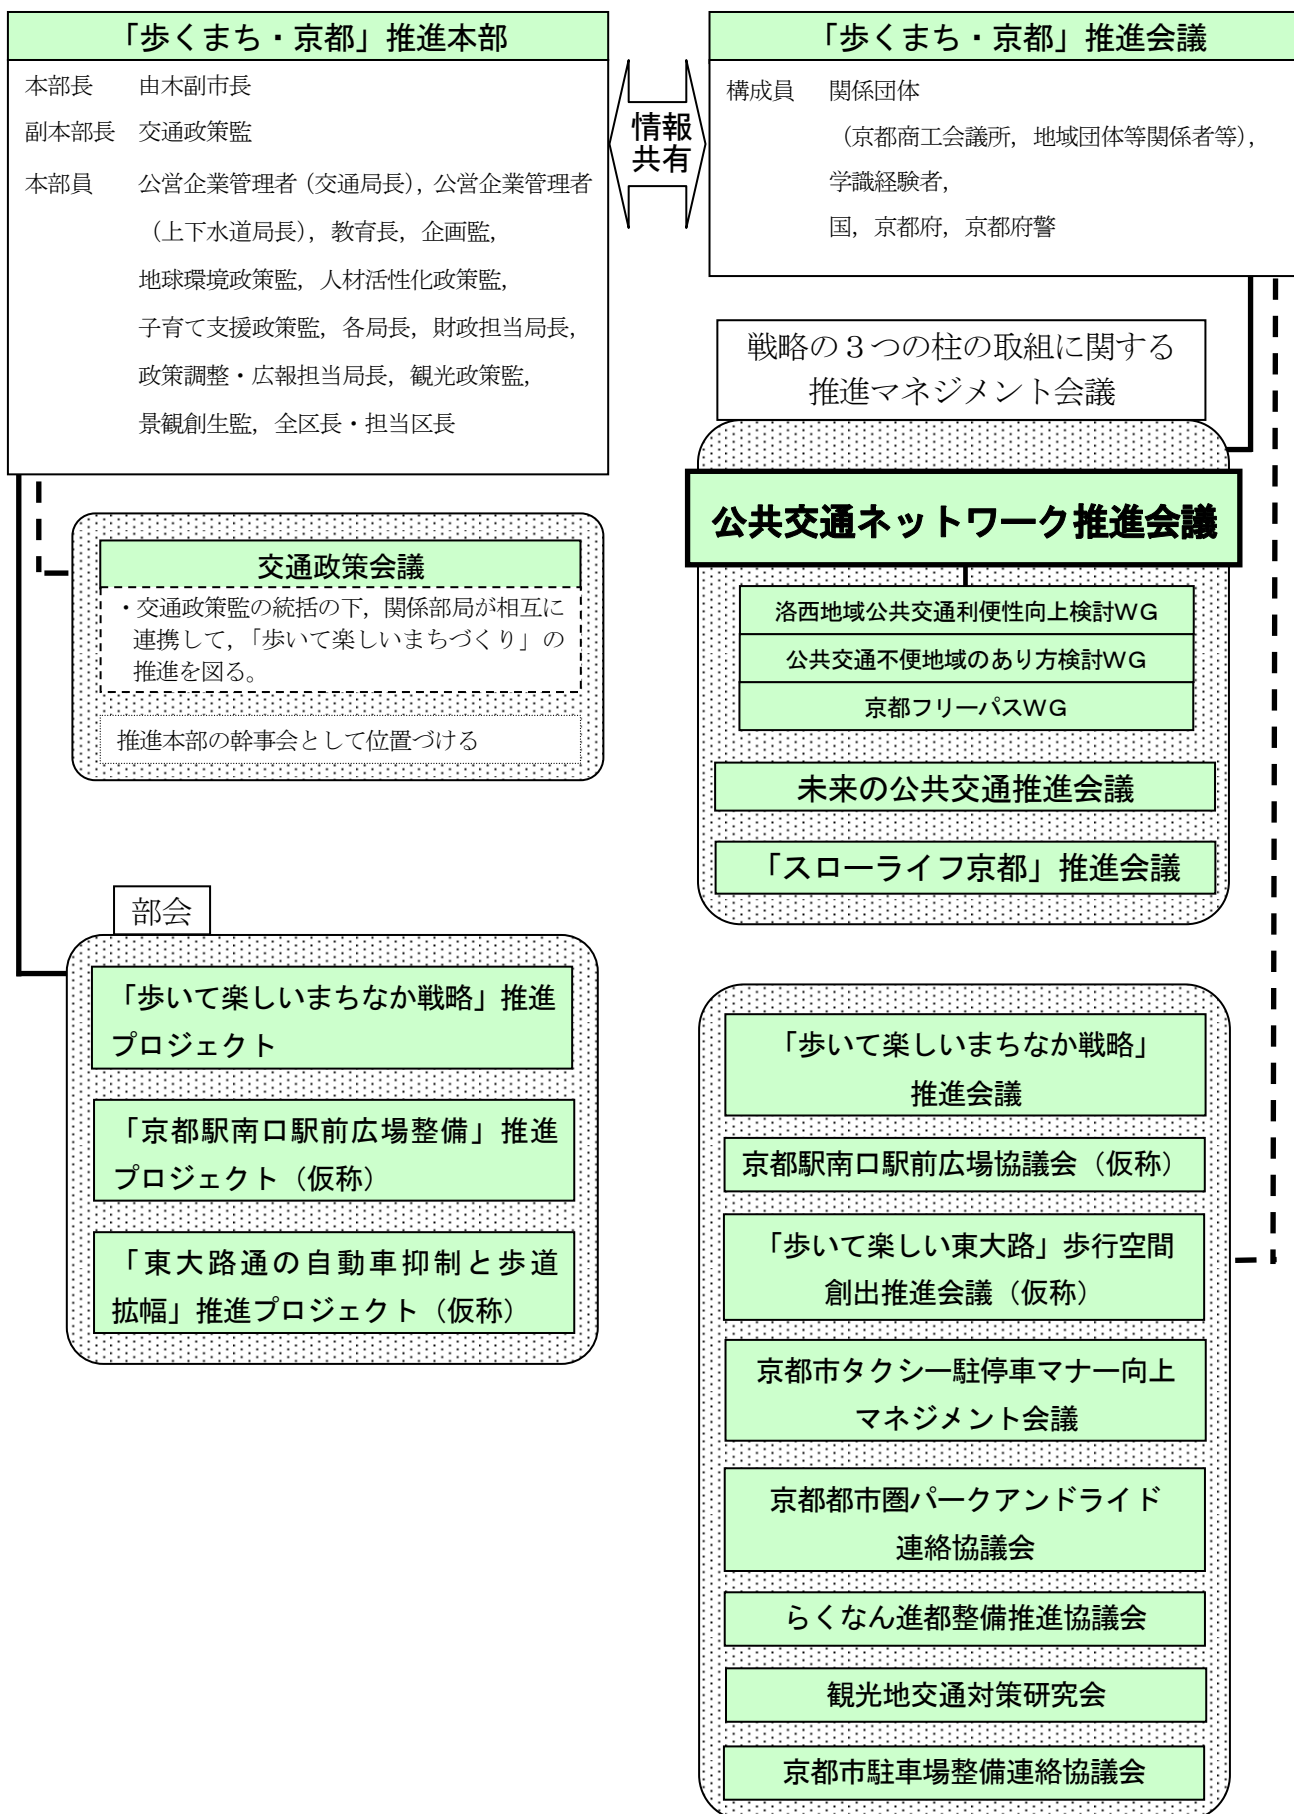 「歩くまち・京都」推進本部
本部長 由木副市長
副本部長 交通政策監
本部員 公営企業管理者（交通局長），公営企業管理者
（上下水道局長），教育長，企画監，
地球環境政策監，人材活性化政策監，
子育て支援政策監，各局長，財政担当局長，
政策調整・広報担当局長，観光政策監，
景観創生監，全区長・担当区長
情報
共有
「歩くまち・京都」推進会議
構成員 関係団体
（京都商工会議所，地域団体等関係者等），
学識経験者，
国，京都府，京都府警
交通政策会議
・交通政策監の統括の下，関係部局が相互に
連携して，「歩いて楽しいまちづくり」の
推進を図る。
推進本部の幹事会として位置づける
部会
「歩いて楽しいまちなか戦略」推進
プロジェクト
「京都駅南口駅前広場整備」推進
プロジェクト（仮称）
「東大路通の自動車抑制と歩道
拡幅」推進プロジェクト（仮称）
戦略の３つの柱の取組に関する
推進マネジメント会議
公共交通ネットワーク推進会議
洛西地域公共交通利便性向上検討WG
公共交通不便地域のあり方検討WG
京都フリーパスWG
未来の公共交通推進会議
「スローライフ京都」推進会議
「歩いて楽しいまちなか戦略」
推進会議
京都駅南口駅前広場協議会（仮称）
「歩いて楽しい東大路」歩行空間
創出推進会議（仮称）
京都市タクシー駐停車マナー向上
マネジメント会議
京都都市圏パークアンドライド
連絡協議会
らくなん進都整備推進協議会
観光地交通対策研究会
京都市駐車場整備連絡協議会